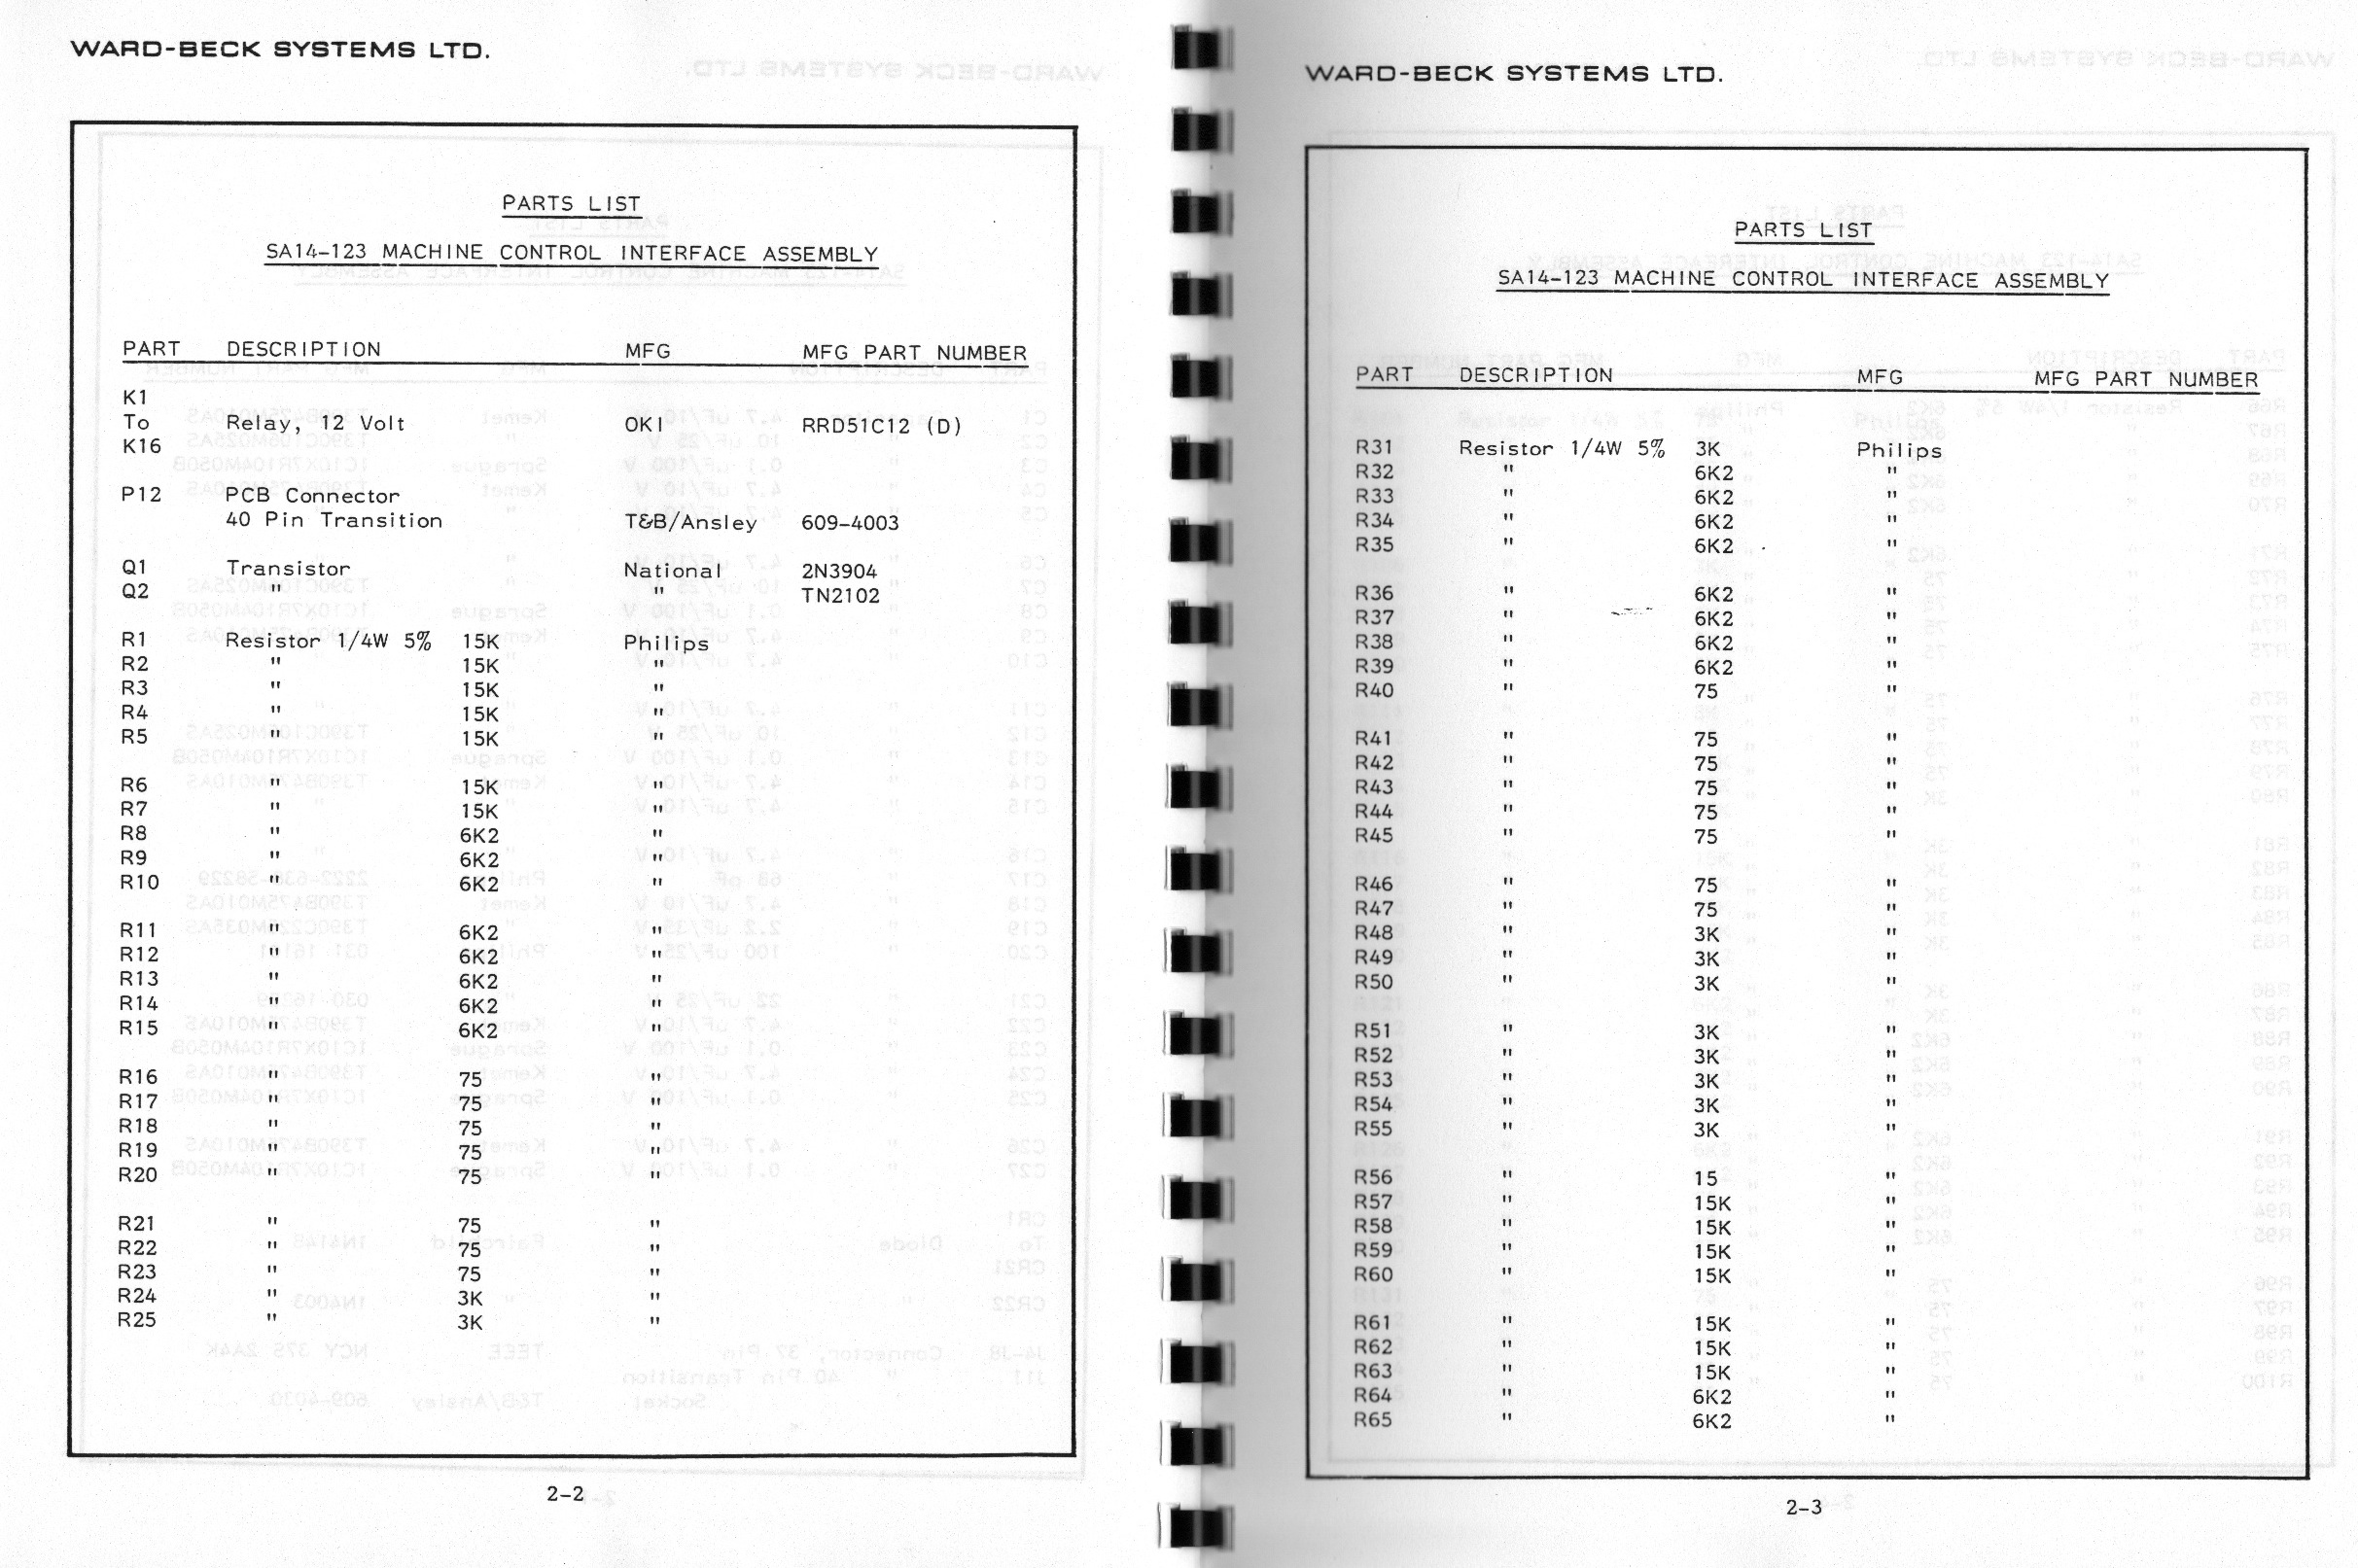 WARD-BECK SYSTEMS LTD.
PARTS LIST
SA14-123 MACHINE CONTROL INTERFACE ASSEMBLY
PART DESCRIPTION MFG MFG PART NUMBER
K1
To Relay, 12 Volt OKI RRD51C12 (D)
K16
P12 PCB Connector
40 Pin Transition T&B/Ansley 609-4003
Q1 Transistor National 2N3904
Q2 " " TN2102
R1 Resistor 1/4W 5% 15K Philips
R2 " 15K "
R3 " 15K "
R4 " 15K "
R5 " 15K "
R6 " 15K "
R7 " 15K "
R8 " 6K2 "
R9 " 6K2 "
R10 " 6K2 "
R11 " 6K2 "
R12 " 6K2 "
R13 " 6K2 "
R14 " 6K2 "
R15 " 6K2 "
R16 " 75 "
R17 " 75 "
R18 " 75 "
R19 " 75 "
R20 " 75 "
R21 " 75 "
R22 " 75 "
R23 " 75 "
R24 " 3K "
R25 " 3K "
2-2
WARD-BECK SYSTEMS LTD.
PARTS LIST
SA14-123 MACHINE CONTROL INTERFACE ASSEMBLY
PART DESCRIPTION MFG MFG PART NUMBER
R31 Resistor 1/4W 5% 3K Philips
R32 " 6K2 "
R33 " 6K2 "
R34 " 6K2 "
R35 " 6K2 "
R36 " 6K2 "
R37 " 6K2 "
R38 " 6K2 "
R39 " 6K2 "
R40 " 75 "
R41 " 75 "
R42 " 75 "
R43 " 75 "
R44 " 75 "
R45 " 75 "
R46 " 75 "
R47 " 75 "
R48 " 3K "
R49 " 3K "
R50 " 3K "
R51 " 3K "
R52 " 3K "
R53 " 3K "
R54 " 3K "
R55 " 3K "
R56 " 15 "
R57 " 15K "
R58 " 15K "
R59 " 15K "
R60 " 15K "
R61 " 15K "
R62 " 15K "
R63 " 15K "
R64 " 6K2 "
R65 " 6K2 "
2-3